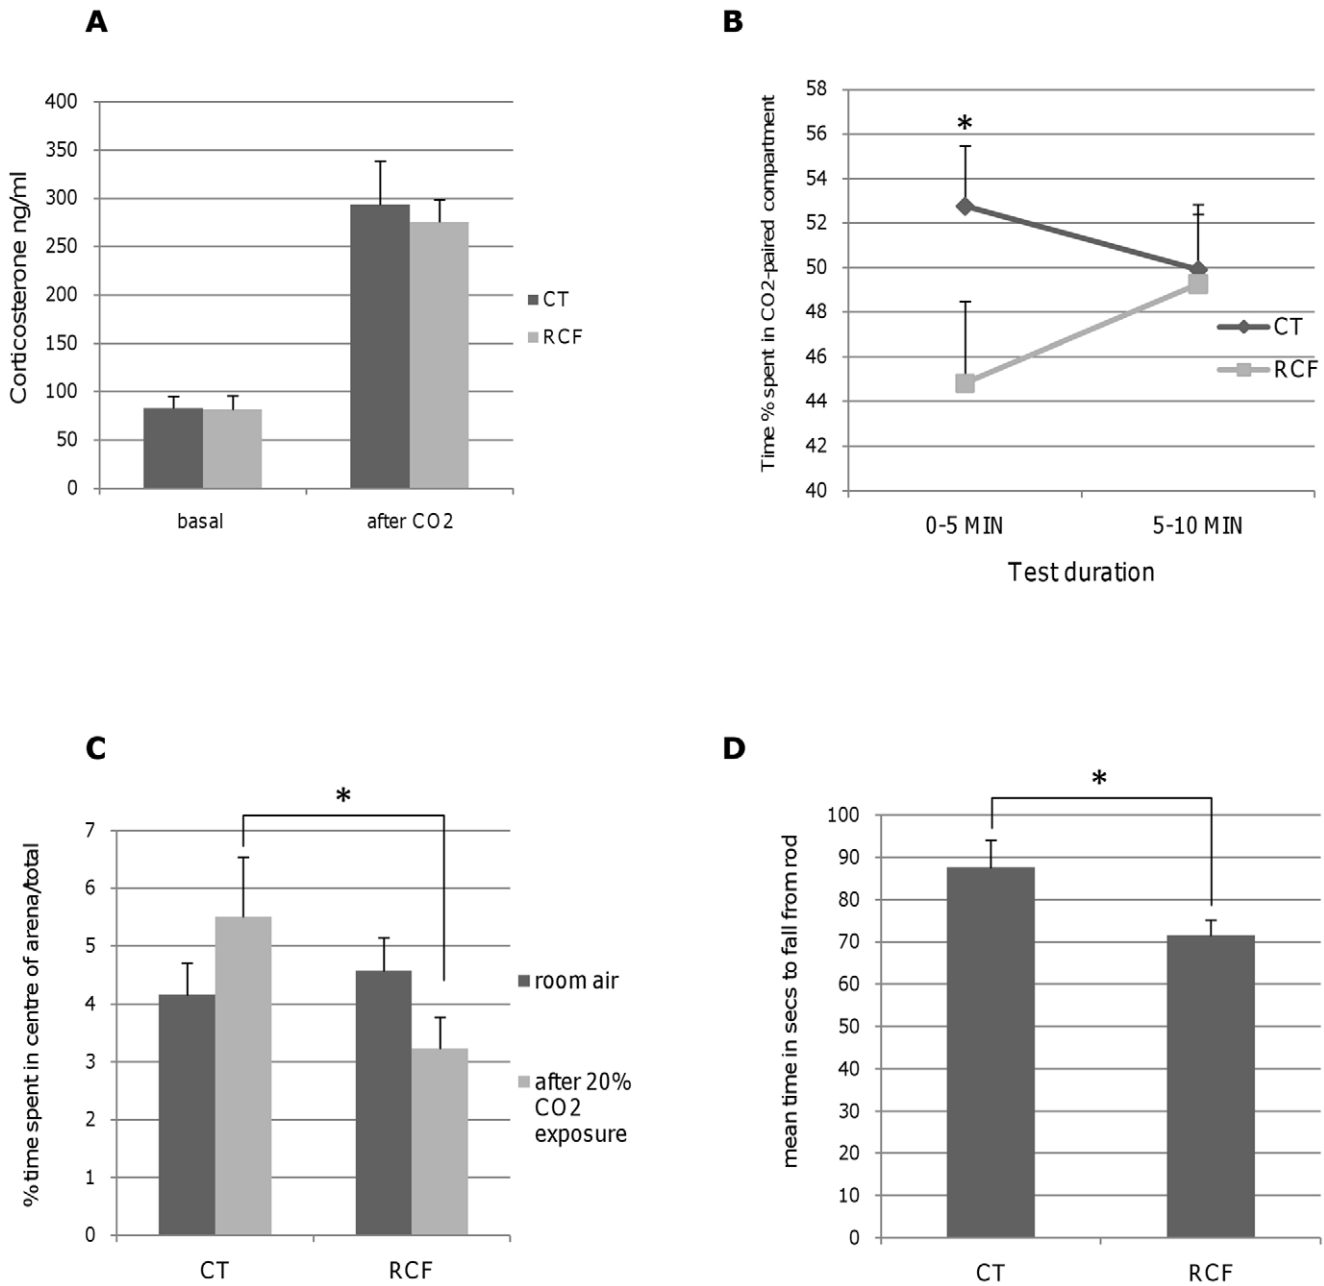 A
Corticosterone ng/ml
400
350
300
250
200
150
100
50
0
basal
after CO2
CT
RCF
B
Time % spent in CO2-paired compartment
58
56
54
52
50
48
46
44
42
40
*
0-5 MIN
5-10 MIN
Test duration
CT
RCF
C
%time spent in centre of arena/total
7
6
5
4
3
2
1
0
*
CT
RCF
room air
after 20%
CO2
exposure
D
mean time in secs to fall from rod
100
90
80
70
60
50
40
30
20
10
0
*
CT
RCF